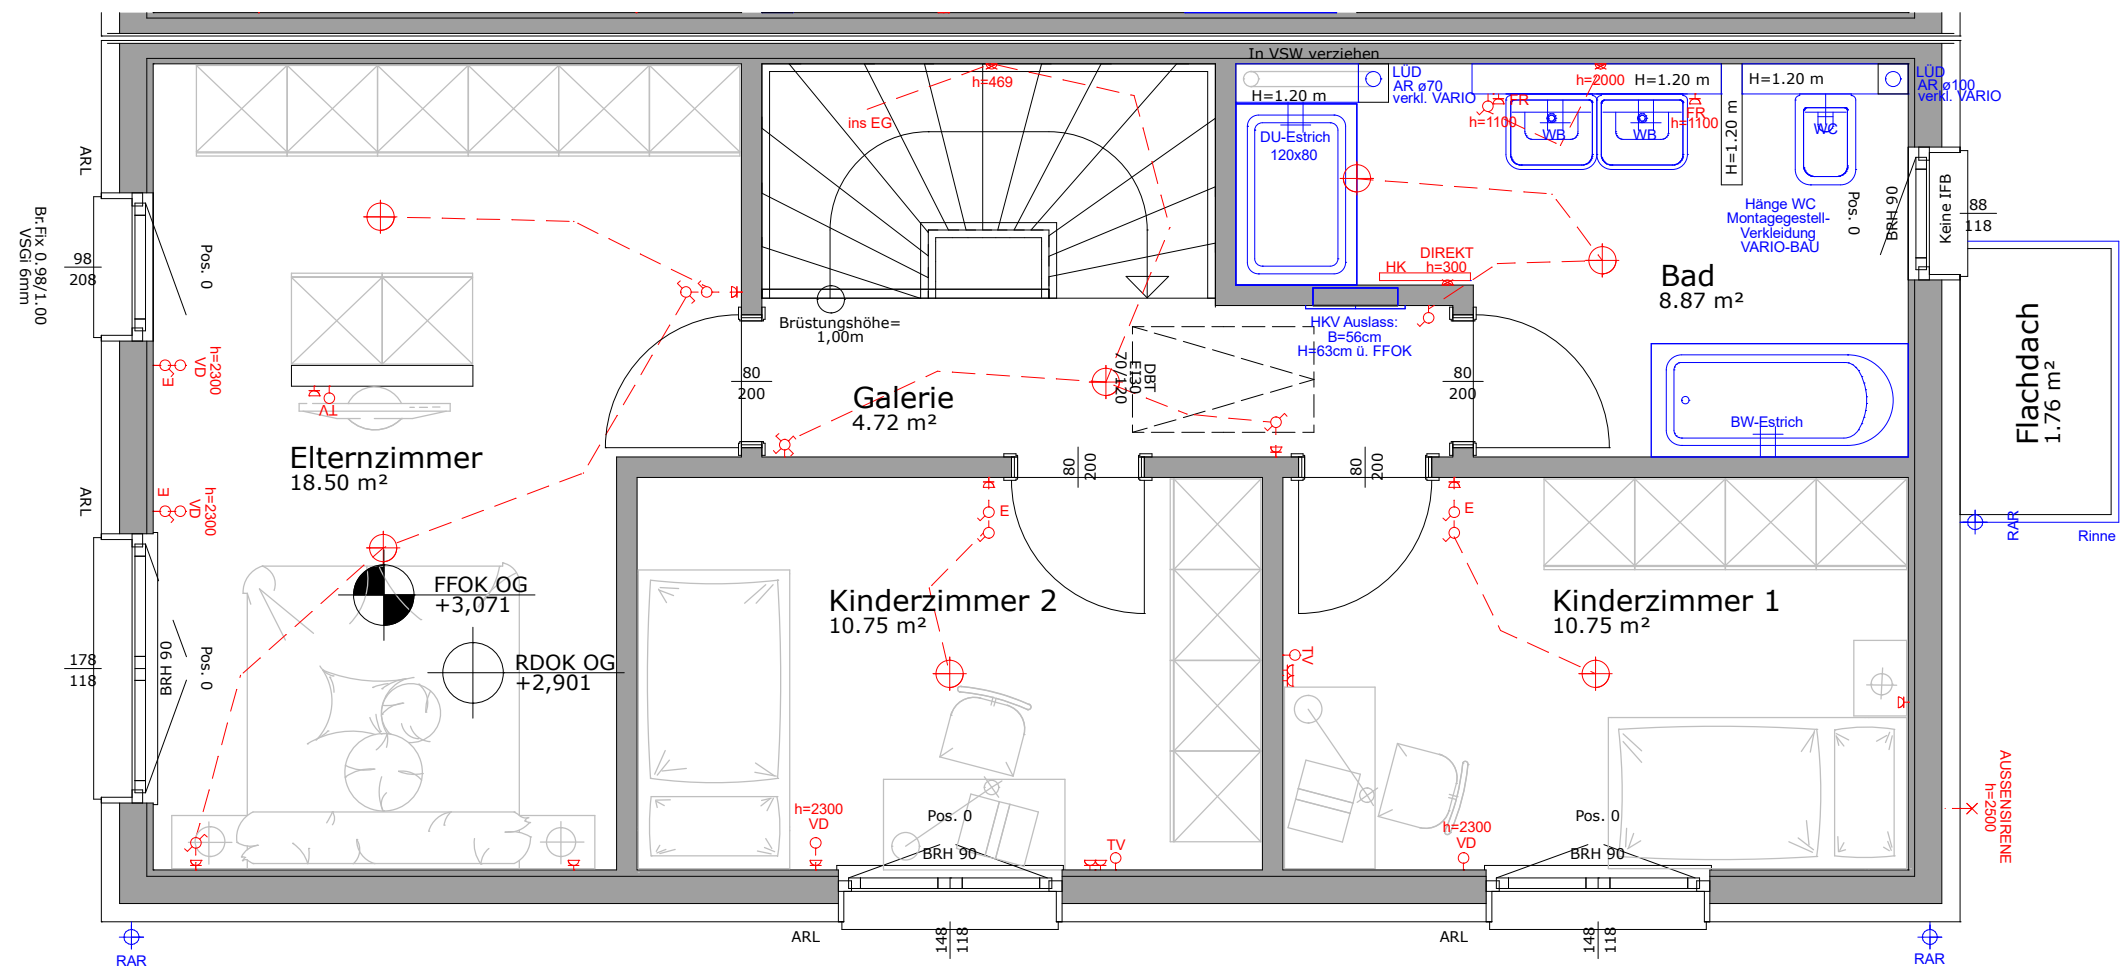 In VSW verziehen
h=469
ins EG
H=1.20 m
LÜD
AR ø70
verkl. VARIO
h=2000
H=1.20 m
H=1.20 m
LÜD
AR ø100
verkl. VARIO
FR
h=1100
WB
WB
FR
h=1100
H=1.20 m
WC
DU-Estrich
120x80
Hänge WC
Montagegestell-
Verkleidung
VARIO-BAU
Pos. 0
BRH 90
Keine IFB
88
118
ARL
Br.Fix 0.98/1.00
VSGi 6mm
98
208
Pos. 0
DIREKT
HK
h=300
Bad
8.87 m²
HKV Auslass:
B=56cm
H=63cm ü. FFOK
Brüstungshöhe=
1,00m
Flachdach
1.76 m²
E
VD
h=2300
TV
80
200
Galerie
4.72 m²
DBT
EI30
70/120
80
200
BW-Estrich
Elternzimmer
18.50 m²
80
200
80
200
ARL
E
VD
h=2300
E
E
RAR
Rinne
FFOK OG
+3,071
Kinderzimmer 2
10.75 m²
Kinderzimmer 1
10.75 m²
178
118
BRH 90
Pos. 0
RDOK OG
+2,901
TV
AUSSENSIRENE
h=2500
h=2300
VD
Pos. 0
BRH 90
TV
h=2300
VD
Pos. 0
BRH 90
RAR
ARL
148
118
ARL
148
118
RAR